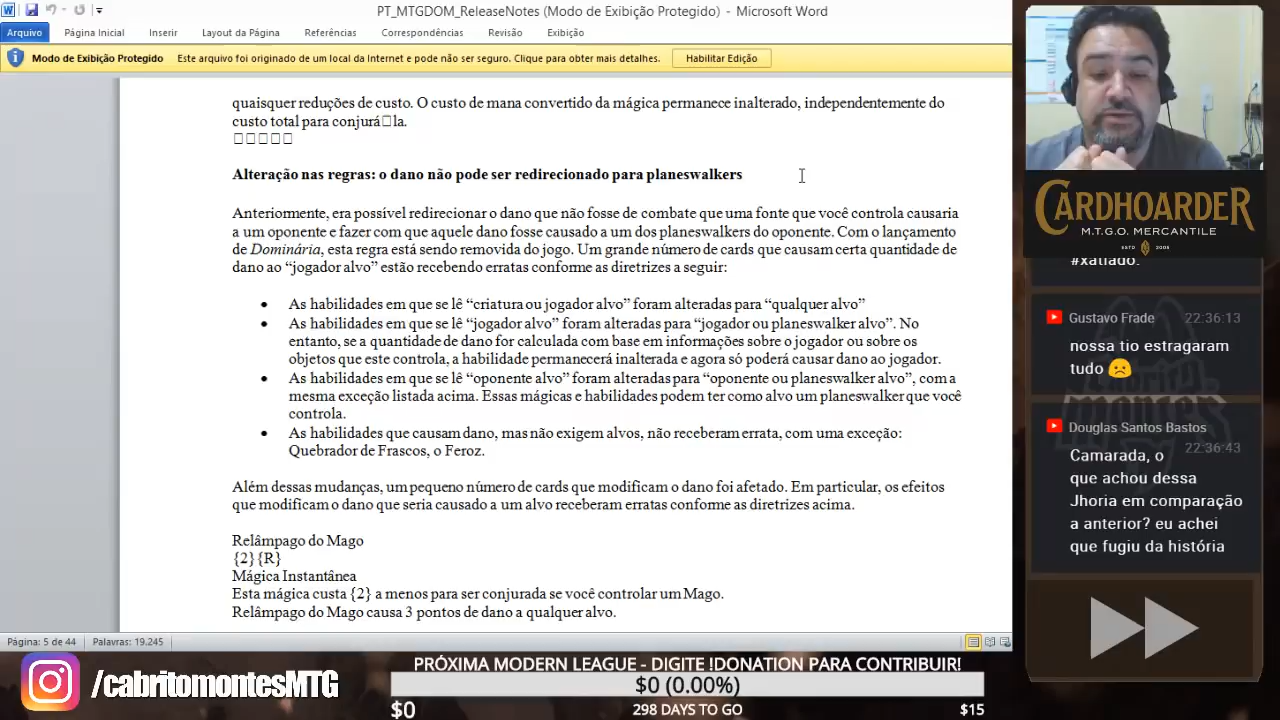 PT_MTGDOM_ReleaseNotes (Modo de Exibição Protegido) - Microsoft Word
Arquivo Página Inicial Inserir Layout da Página Referências Correspondências Revisão Exibição
Modo de Exibição Protegido Este arquivo foi originado de um local da Internet e pode não ser seguro. Clique para obter mais detalhes. Habilitar Edição
quaisquer reduções de custo. O custo de mana convertido da mágica permanece inalterado, independentemente do
custo total para conjurá□la.
□□□□□
Alteração nas regras: o dano não pode ser redirecionado para planeswalkers
Anteriormente, era possível redirecionar o dano que não fosse de combate que uma fonte que você controla causaria
a um oponente e fazer com que aquele dano fosse causado a um dos planeswalkers do oponente. Com o lançamento
de Dominária, esta regra está sendo removida do jogo. Um grande número de cards que causam certa quantidade de
dano ao “jogador alvo” estão recebendo erratas conforme as diretrizes a seguir:
• As habilidades em que se lê “criatura ou jogador alvo” foram alteradas para “qualquer alvo”
• As habilidades em que se lê “jogador alvo” foram alteradas para “jogador ou planeswalker alvo”. No
entanto, se a quantidade de dano for calculada com base em informações sobre o jogador ou sobre os
objetos que este controla, a habilidade permanecerá inalterada e agora só poderá causar dano ao jogador.
• As habilidades em que se lê “oponente alvo” foram alteradas para “oponente ou planeswalker alvo”, com a
mesma exceção listada acima. Essas mágicas e habilidades podem ter como alvo um planeswalker que você
controla.
• As habilidades que causam dano, mas não exigem alvos, não receberam errata, com uma exceção:
Quebrador de Frascos, o Feroz.
Além dessas mudanças, um pequeno número de cards que modificam o dano foi afetado. Em particular, os efeitos
que modificam o dano que seria causado a um alvo receberam erratas conforme as diretrizes acima.
Relâmpago do Mago
{2}{R}
Mágica Instantânea
Esta mágica custa {2} a menos para ser conjurada se você controlar um Mago.
Relâmpago do Mago causa 3 pontos de dano a qualquer alvo.
Página: 5 de 44 Palavras: 19.245
CARDHOARDER
M.T.G.O. MERCANTILE
ESTD 2005
#xatiado.
Gustavo Frade 22:36:13
nossa tio estragaram
tudo ☹
Douglas Santos Bastos
22:36:43
Camarada, o
que achou dessa
Jhoria em comparação
a anterior? eu achei
que fugiu da história
/cabritomontesMTG
PRÓXIMA MODERN LEAGUE - DIGITE !DONATION PARA CONTRIBUIR!
$0 (0.00%)
$0 298 DAYS TO GO $15